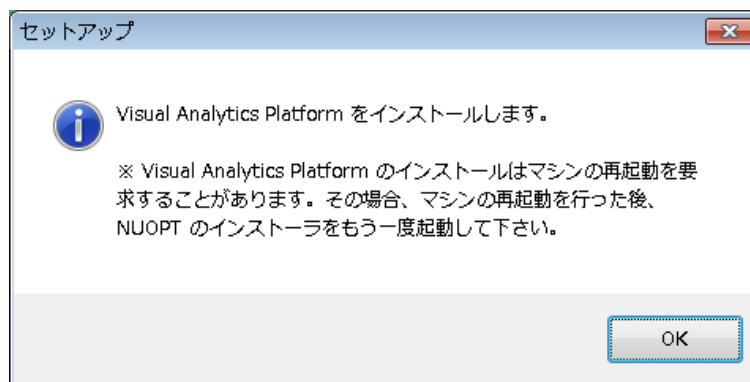 セットアップ
Visual Analytics Platform をインストールします。
※ Visual Analytics Platform のインストールはマシンの再起動を要
求することがあります。その場合、マシンの再起動を行った後、
NUOPT のインストーラをもう一度起動して下さい。
OK